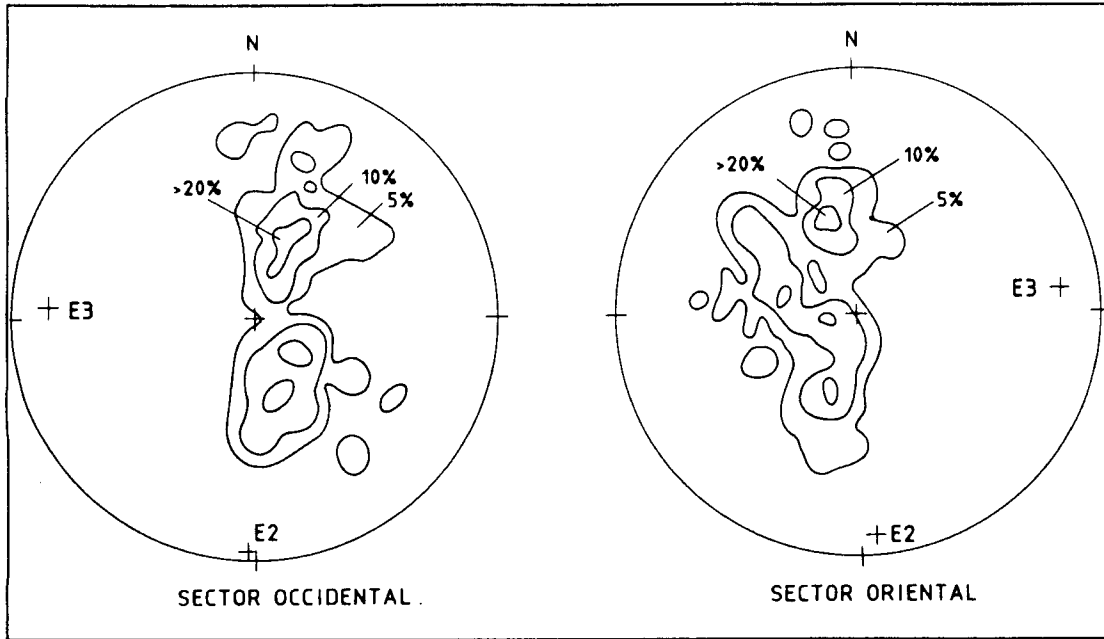 N
>20%
10%
5%
E3
E2
SECTOR OCCIDENTAL.
N
>20%
10%
5%
E3
E2
SECTOR ORIENTAL